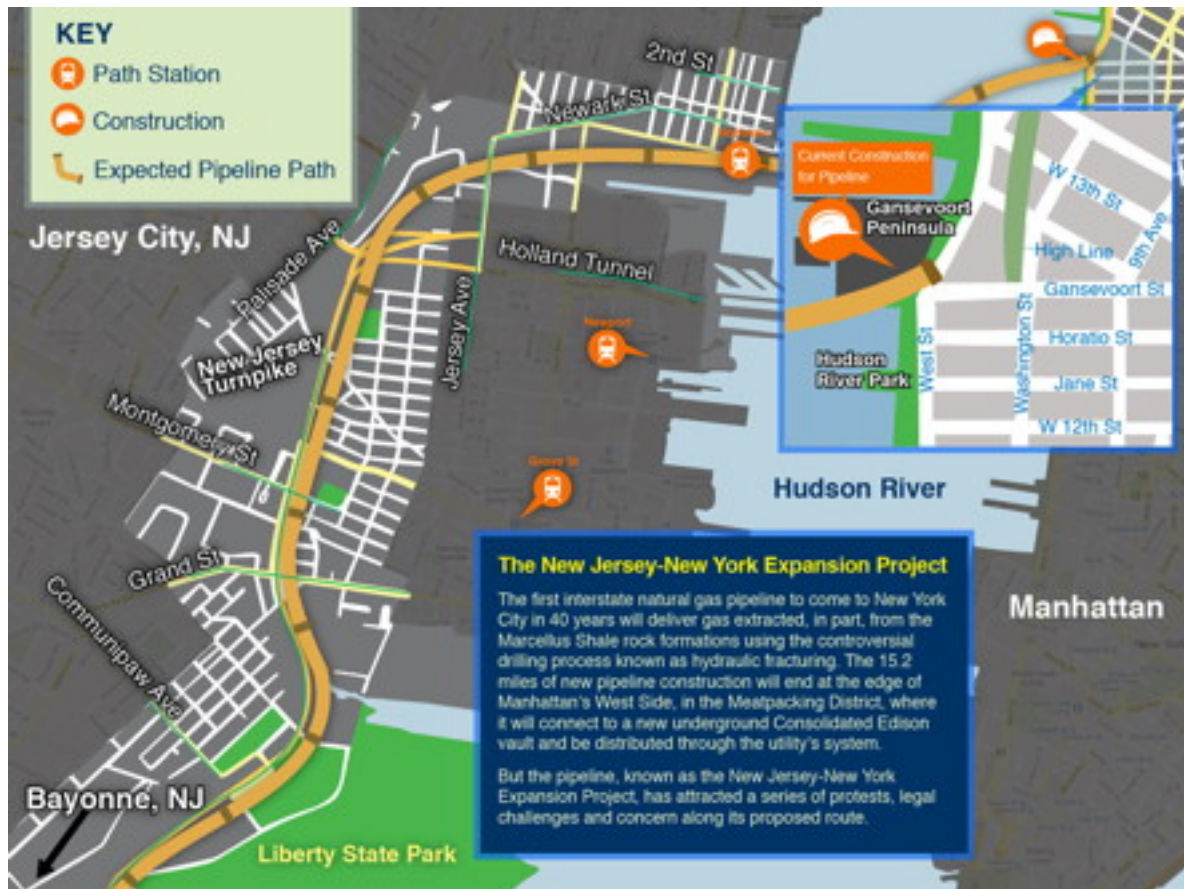 KEY
Path Station
Construction
Expected Pipeline Path
2nd St
Newark St
Jersey City, NJ
Palisade Ave
Holland Tunnel
Jersey Ave
New Jersey
Turnpike
Newport
Montgomery St
Grove St
Grand St
Communipaw Ave
Bayonne, NJ
Liberty State Park
Current Construction
for Pipeline
Gansevoort
Peninsula
W 13th St
9th Ave
High Line
Gansevoort St
Washington St
Horatio St
West St
Hudson
River Park
Jane St
W 12th St
Hudson River
Manhattan
The New Jersey-New York Expansion Project
The first interstate natural gas pipeline to come to New York
City in 40 years will deliver gas extracted, in part, from the
Marcellus Shale rock formations using the controversial
drilling process known as hydraulic fracturing. The 15.2
miles of new pipeline construction will end at the edge of
Manhattan's West Side, in the Meatpacking District, where
it will connect to a new underground Consolidated Edison
vault and be distributed through the utility's system.
But the pipeline, known as the New Jersey-New York
Expansion Project, has attracted a series of protests, legal
challenges and concern along its proposed route.